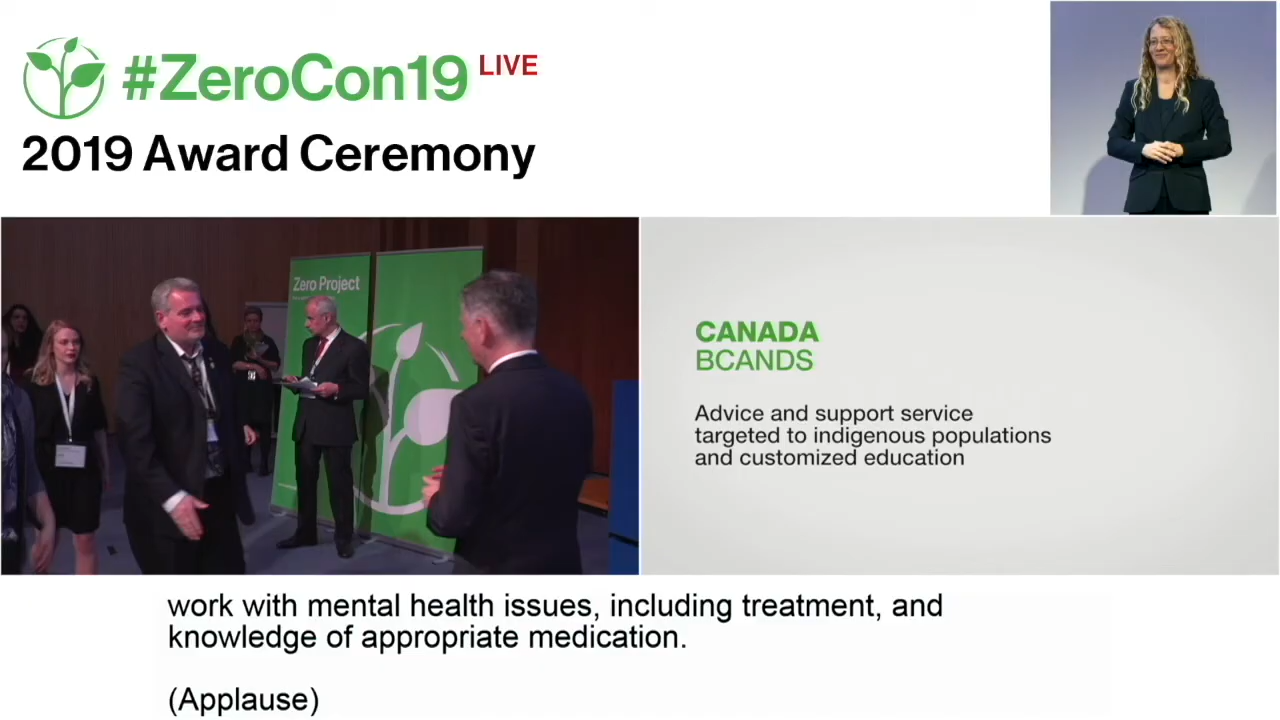 #ZeroCon19 LIVE
2019 Award Ceremony
Zero Project
CANADA
BCANDS
Advice and support service
targeted to indigenous populations
and customized education
work with mental health issues, including treatment, and
knowledge of appropriate medication.
(Applause)